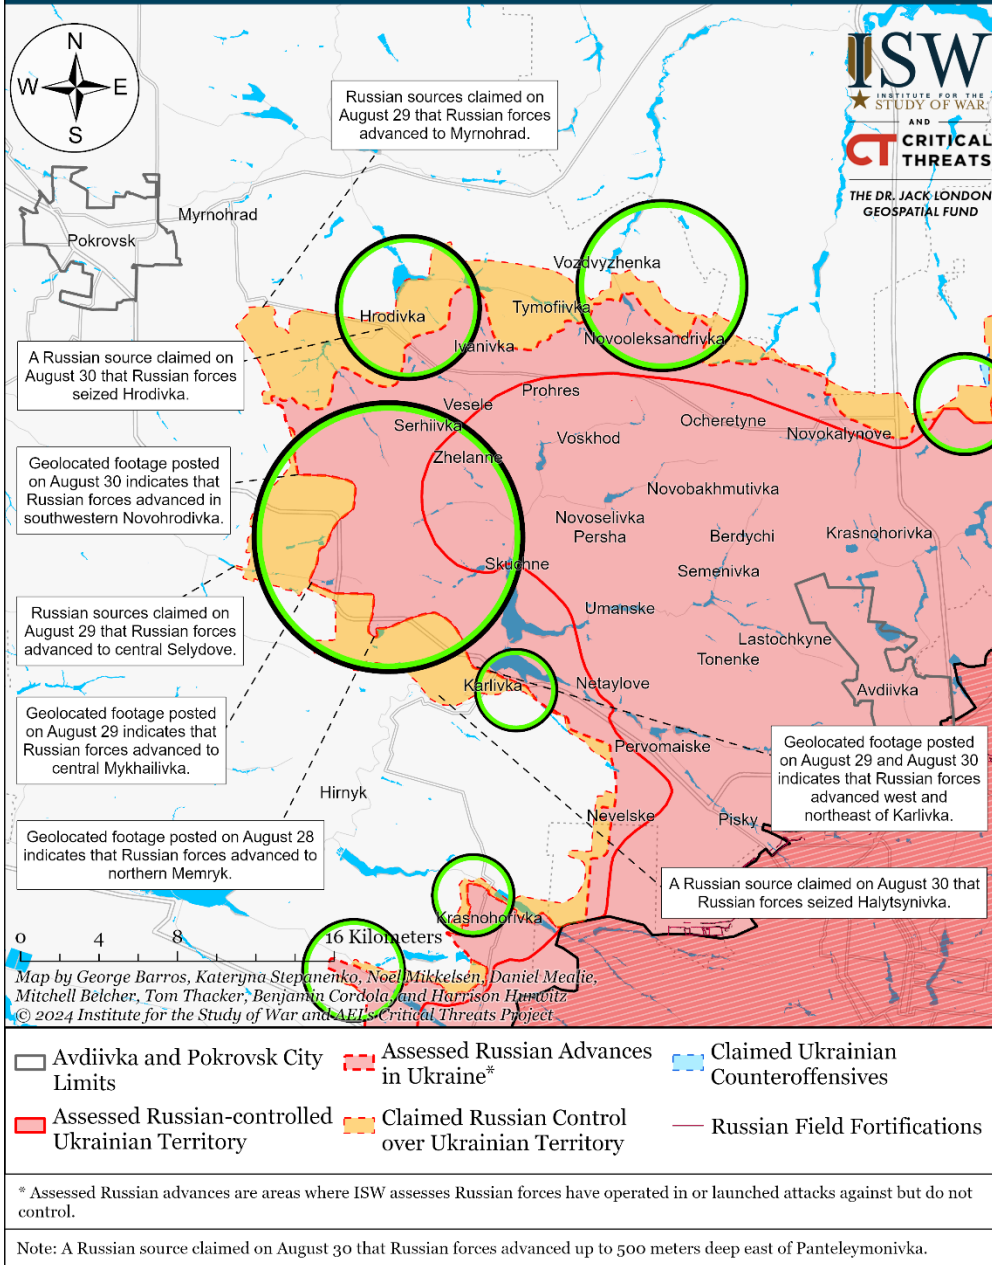 N
W
E
S
ISW
INSTITUTE FOR THE
STUDY OF WAR
AND
CT CRITICAL
THREATS
THE DR. JACK LONDON
GEOSPATIAL FUND
Russian sources claimed on
August 29 that Russian forces
advanced to Myrnohrad.
Myrnohrad
Pokrovsk
Vozdvyzhenka
Hrodivka
Tymofiivka
Ivanivka
Novooleksandrivka
A Russian source claimed on
August 30 that Russian forces
seized Hrodivka.
Prohres
Vesele
Serhiivka
Ocheretyne
Voskhod
Novokalynove
Zhelanne
Geolocated footage posted
on August 30 indicates that
Russian forces advanced in
southwestern Novohrodivka.
Novobakhmutivka
Novoselivka
Persha
Berdychi
Krasnohorivka
Skuchne
Semenivka
Umanske
Russian sources claimed on
August 29 that Russian forces
advanced to central Selydove.
Lastochkyne
Tonenke
Karlivka
Netaylove
Avdiivka
Geolocated footage posted
on August 29 indicates that
Russian forces advanced to
central Mykhailivka.
Pervomaiske
Geolocated footage posted
on August 29 and August 30
indicates that Russian forces
advanced west and
northeast of Karlivka.
Hirnyk
Nevelske
Pisky
Geolocated footage posted on August 28
indicates that Russian forces advanced to
northern Memryk.
A Russian source claimed on August 30 that
Russian forces seized Halytsynivka.
Krasnohorivka
0 4 8 16 Kilometers
Map by George Barros, Kateryna Stepanenko, Noel Mikkelsen, Daniel Mealie,
Mitchell Belcher, Tom Thacker, Benjamin Cordola, and Harrison Hurwitz
© 2024 Institute for the Study of War and AEI's Critical Threats Project
Avdiivka and Pokrovsk City
Limits
Assessed Russian Advances
in Ukraine*
Claimed Ukrainian
Counteroffensives
Assessed Russian-controlled
Ukrainian Territory
Claimed Russian Control
over Ukrainian Territory
Russian Field Fortifications
* Assessed Russian advances are areas where ISW assesses Russian forces have operated in or launched attacks against but do not
control.
Note: A Russian source claimed on August 30 that Russian forces advanced up to 500 meters deep east of Panteleymonivka.